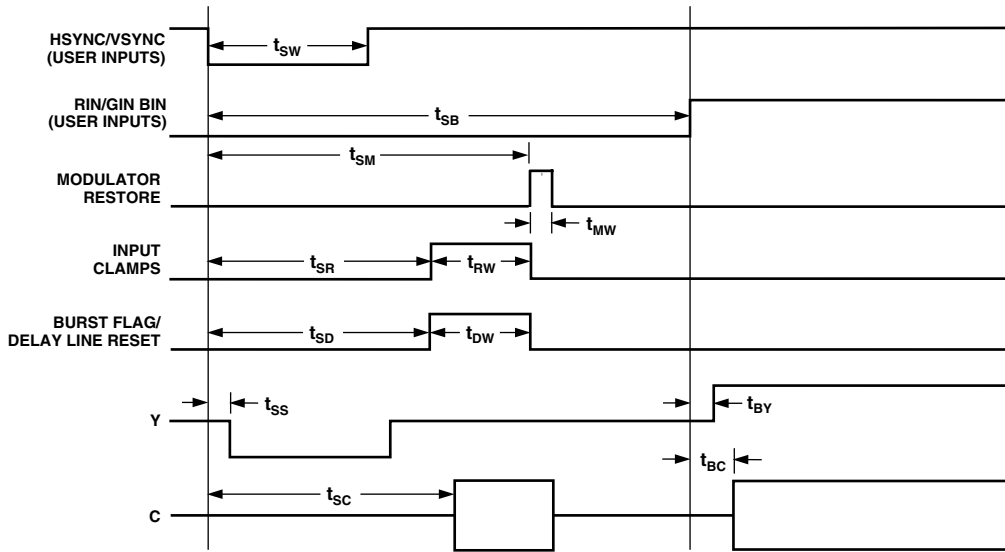 HSYNC/VSYNC
(USER INPUTS)
tSW
RIN/GIN BIN
(USER INPUTS)
tSB
tSM
MODULATOR
RESTORE
tMW
INPUT
CLAMPS
tSR
tRW
BURST FLAG/
DELAY LINE RESET
tSD
tDW
Y
tSS
tBY
tBC
C
tSC